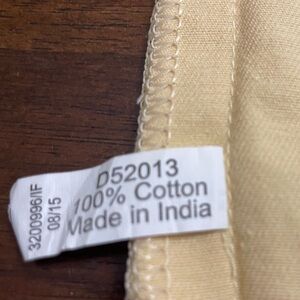 D52013
100% Cotton
Made in India
3200996/IF
08/15